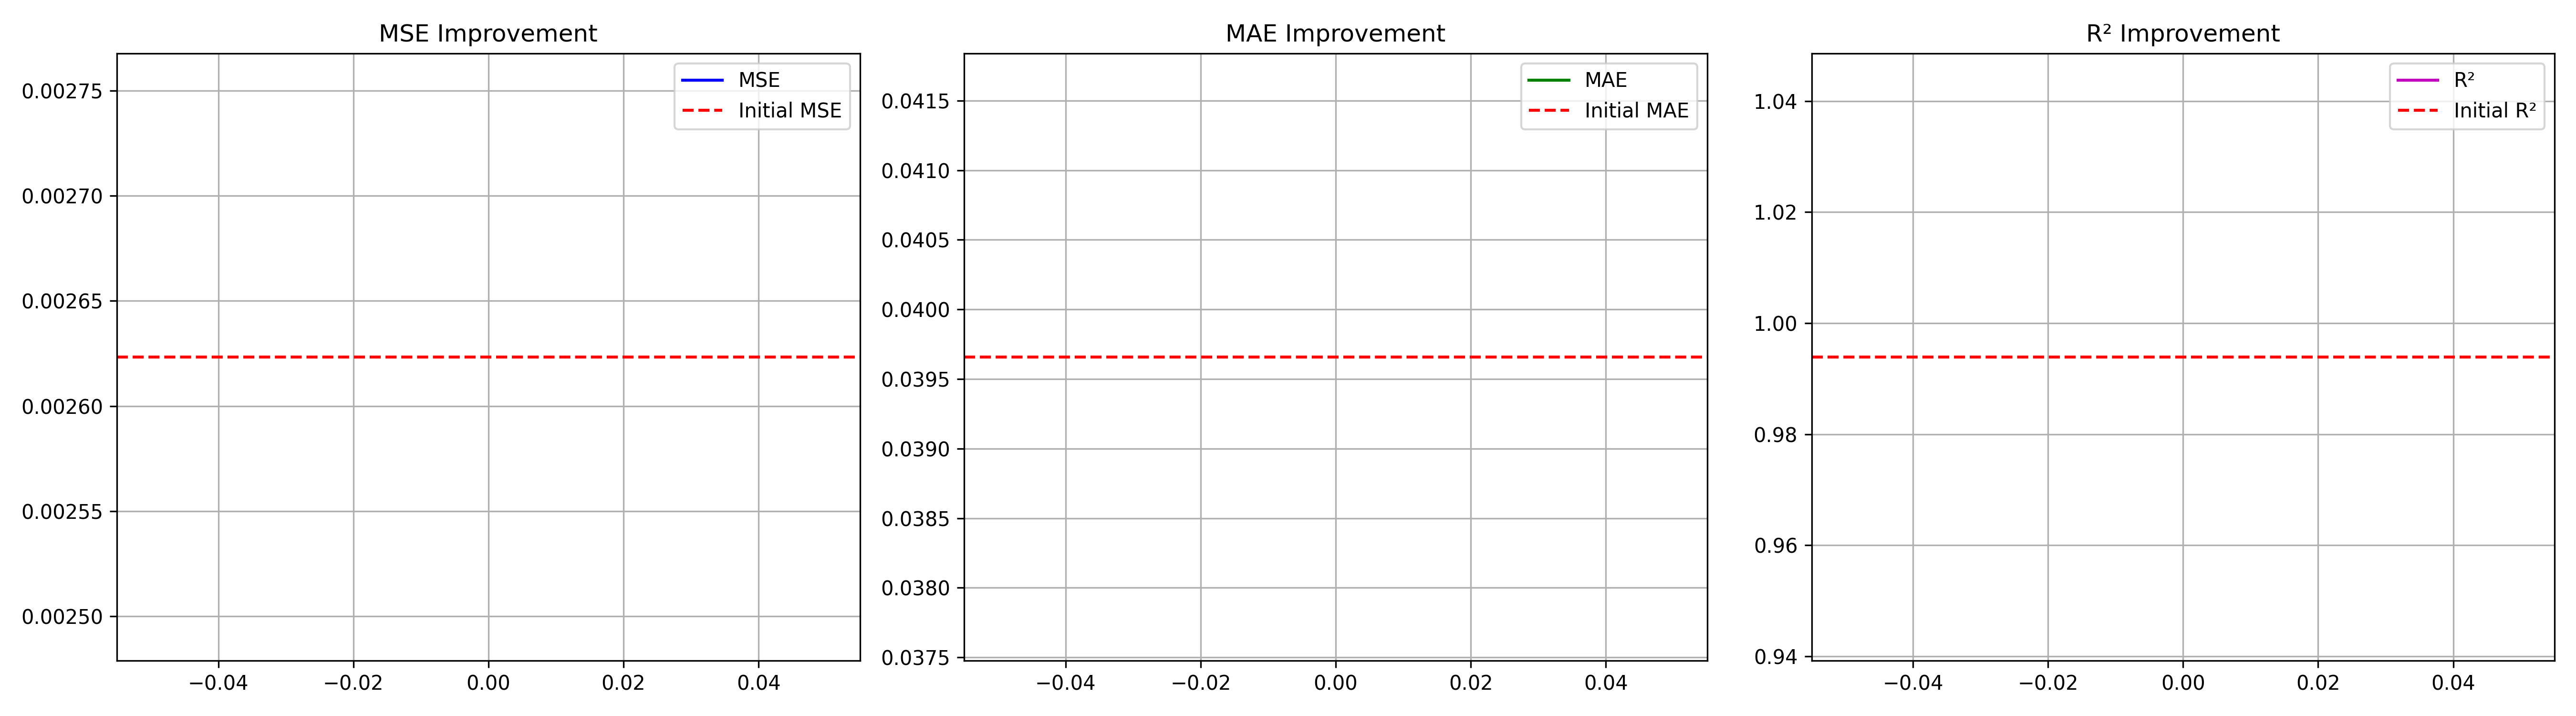 MSE Improvement
0.00275
0.00270
0.00265
0.00260
0.00255
0.00250
−0.04 −0.02 0.00 0.02 0.04
MSE
Initial MSE
MAE Improvement
0.0415
0.0410
0.0405
0.0400
0.0395
0.0390
0.0385
0.0380
0.0375
−0.04 −0.02 0.00 0.02 0.04
MAE
Initial MAE
R² Improvement
1.04
1.02
1.00
0.98
0.96
0.94
−0.04 −0.02 0.00 0.02 0.04
R²
Initial R²